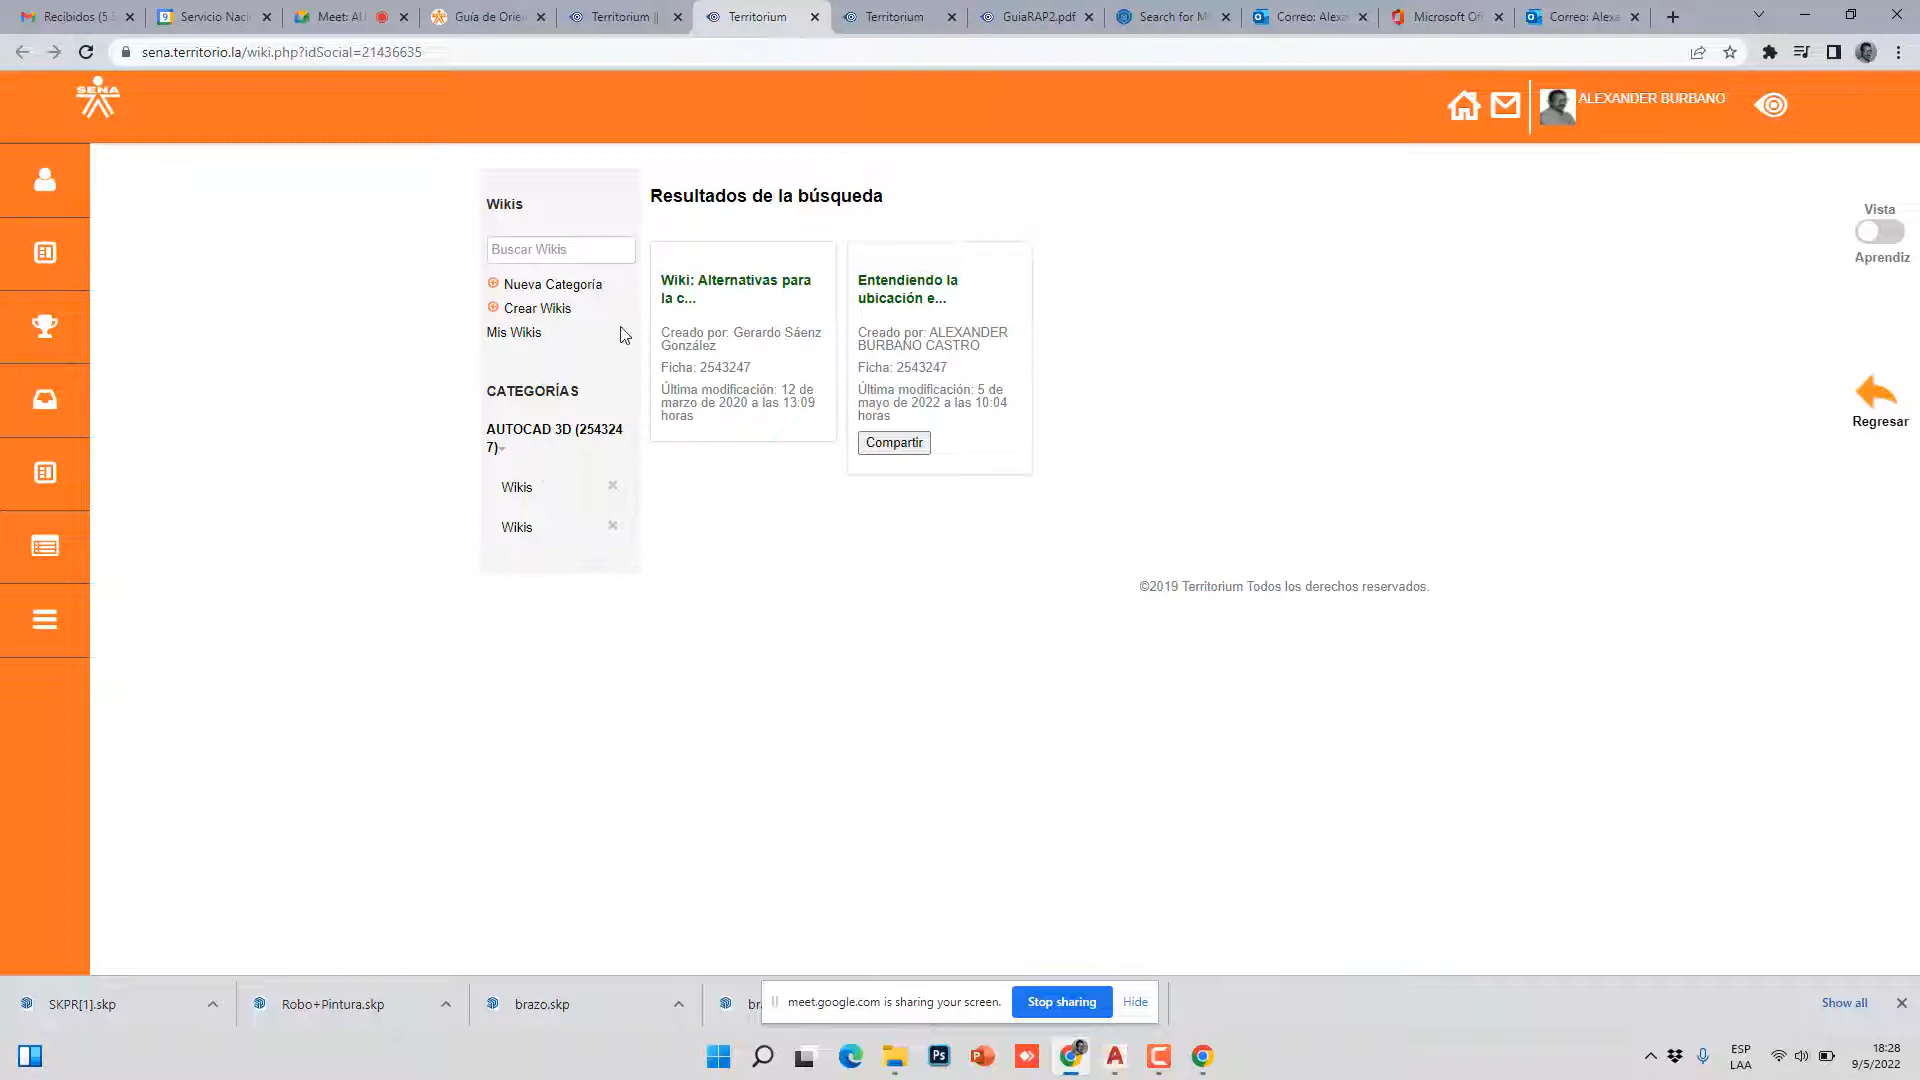 Recibidos (5
Servicio Naci
Meet: AU
Guía de Orie
Territorium ||
Territorium
Territorium
GuiaRAP2.pdf
Search for M
Correo: Alexa
Microsoft Of
Correo: Alexa
sena.territorio.la/wiki.php?idSocial=21436635
SENA
ALEXANDER BURBANO
Vista
Aprendiz
Regresar
Wikis
Buscar Wikis
Nueva Categoría
Crear Wikis
Mis Wikis
CATEGORÍAS
AUTOCAD 3D (254324
7)
Wikis
Wikis
Resultados de la búsqueda
Wiki: Alternativas para
la c...
Creado por: Gerardo Sáenz
González
Ficha: 2543247
Última modificación: 12 de
marzo de 2020 a las 13:09
horas
Entendiendo la
ubicación e...
Creado por: ALEXANDER
BURBANO CASTRO
Ficha: 2543247
Última modificación: 5 de
mayo de 2022 a las 10:04
horas
Compartir
©2019 Territorium Todos los derechos reservados.
SKPR[1].skp
Robo+Pintura.skp
brazo.skp
meet.google.com is sharing your screen.
Stop sharing
Hide
Show all
Ps
ESP
LAA
18:28
9/5/2022